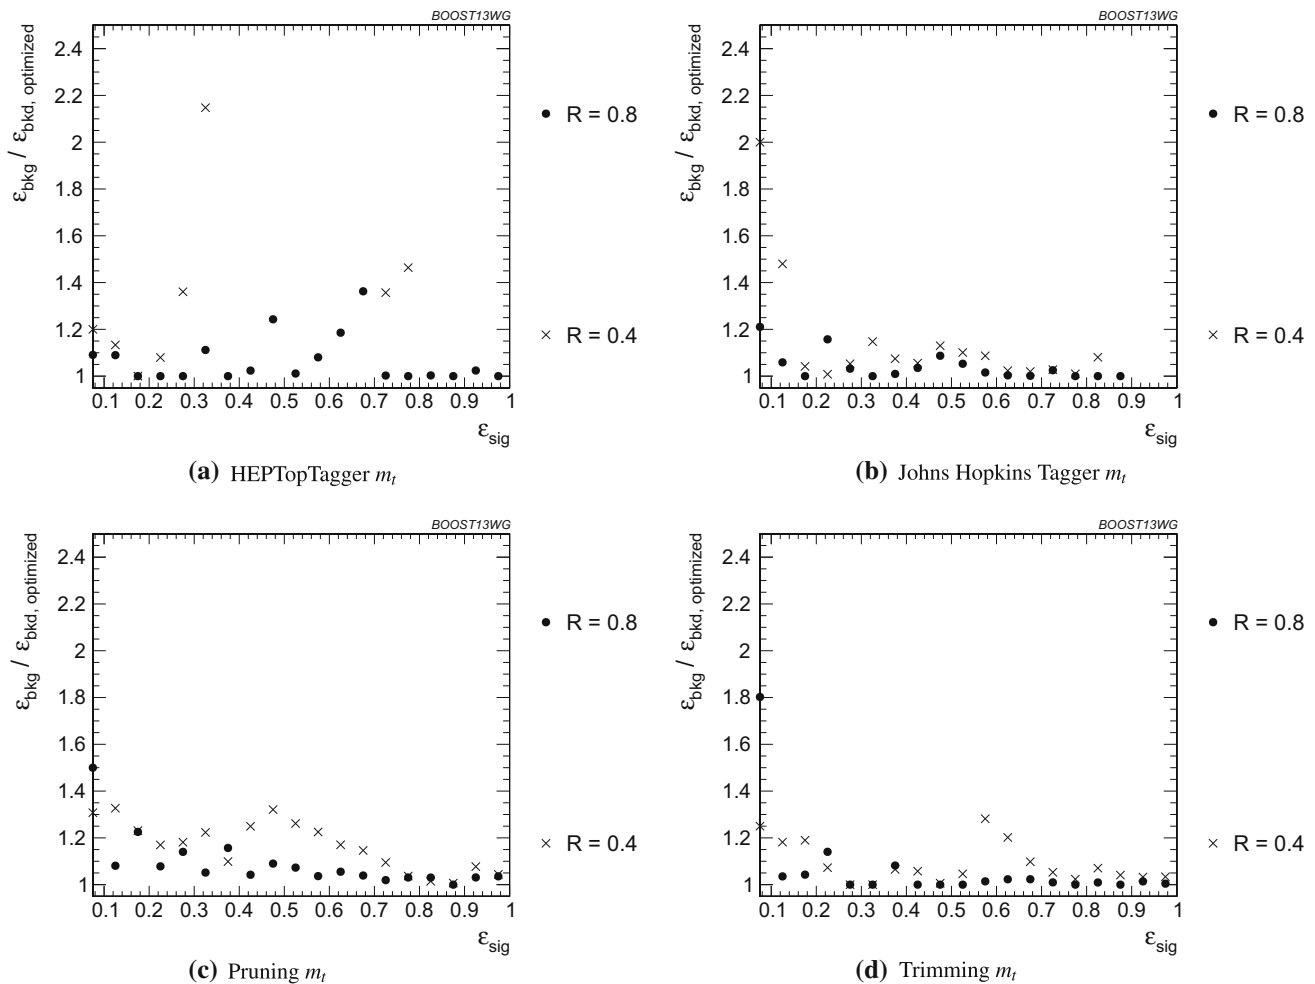 BOOST13WG
εbkg / εbkd, optimized
2.4
2.2
2
1.8
1.6
1.4
1.2
1
0.1 0.2 0.3 0.4 0.5 0.6 0.7 0.8 0.9 1
εsig
R = 0.8
R = 0.4
(a) HEPTopTagger mt
BOOST13WG
εbkg / εbkd, optimized
2.4
2.2
2
1.8
1.6
1.4
1.2
1
0.1 0.2 0.3 0.4 0.5 0.6 0.7 0.8 0.9 1
εsig
R = 0.8
R = 0.4
(b) Johns Hopkins Tagger mt
BOOST13WG
εbkg / εbkd, optimized
2.4
2.2
2
1.8
1.6
1.4
1.2
1
0.1 0.2 0.3 0.4 0.5 0.6 0.7 0.8 0.9 1
εsig
R = 0.8
R = 0.4
(c) Pruning mt
BOOST13WG
εbkg / εbkd, optimized
2.4
2.2
2
1.8
1.6
1.4
1.2
1
0.1 0.2 0.3 0.4 0.5 0.6 0.7 0.8 0.9 1
εsig
R = 0.8
R = 0.4
(d) Trimming mt